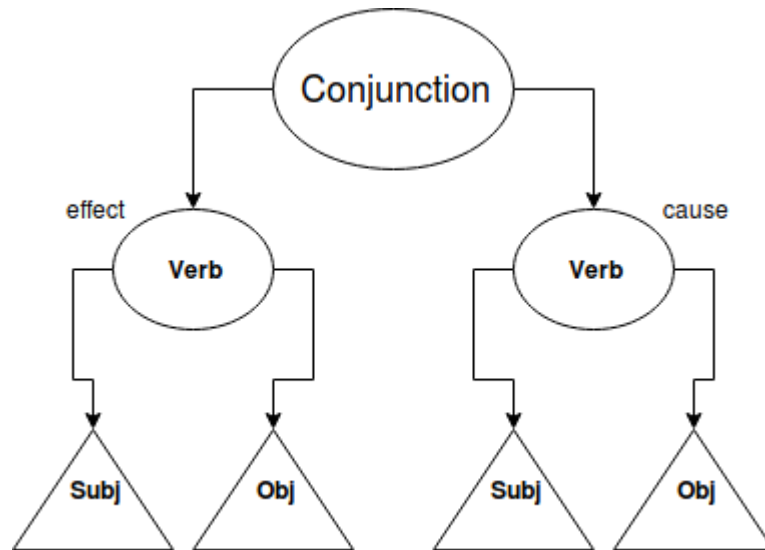 Conjunction
effect
cause
Verb
Verb
Subj
Obj
Subj
Obj